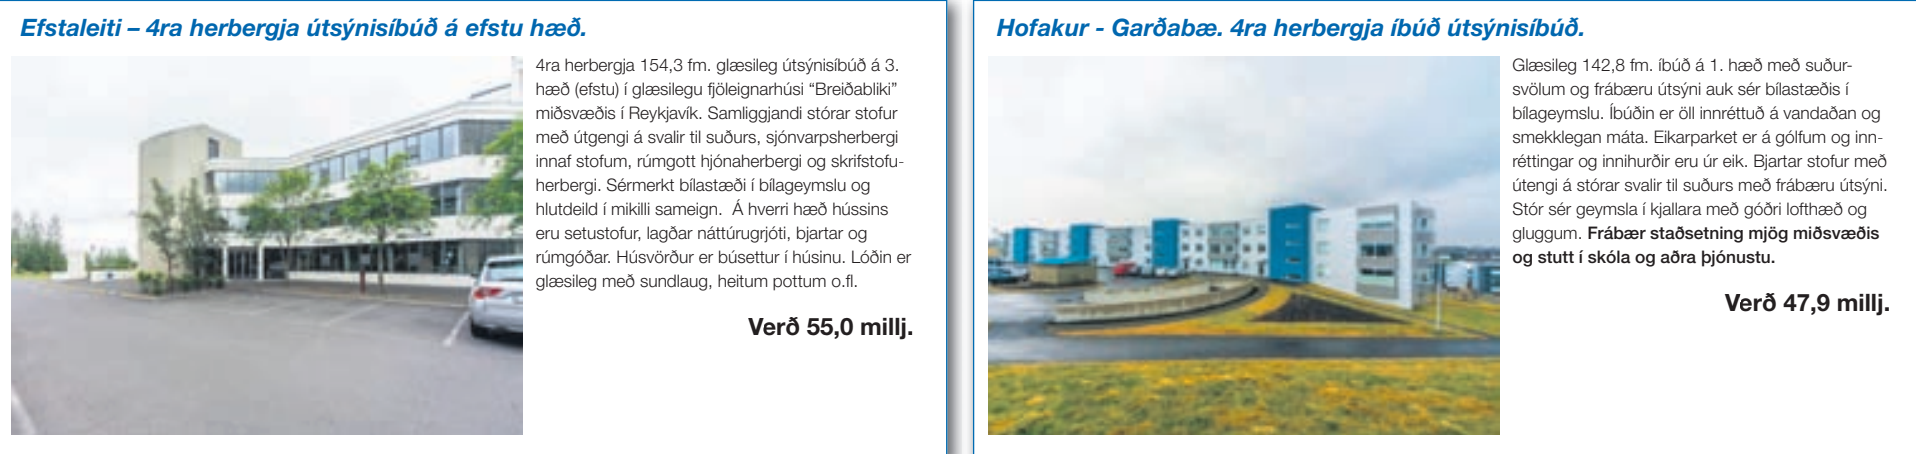 Efstaleiti – 4ra herbergja útsýnisíbúð á efstu hæð.
4ra herbergja 154,3 fm. glæsileg útsýnisíbúð á 3.
hæð (efstu) í glæsilegu fjöleignarhúsi “Breiðabliki”
miðsvæðis í Reykjavík. Samliggjandi stórar stofur
með útgengi á svalir til suðurs, sjónvarpsherbergi
innaf stofum, rúmgott hjónaherbergi og skrifstofu-
herbergi. Sérmerkt bílastæði í bílageymslu og
hlutdeild í mikilli sameign. Á hverri hæð hússins
eru setustofur, lagðar náttúrugrjóti, bjartar og
rúmgóðar. Húsvörður er búsettur í húsinu. Lóðin er
glæsileg með sundlaug, heitum pottum o.fl.
Verð 55,0 millj.
Hofakur - Garðabæ. 4ra herbergja íbúð útsýnisíbúð.
Glæsileg 142,8 fm. íbúð á 1. hæð með suður-
svölum og frábæru útsýni auk sér bílastæðis í
bílageymslu. Íbúðin er öll innréttuð á vandaðan og
smekklegan máta. Eikarparket er á gólfum og inn-
réttingar og innihurðir eru úr eik. Bjartar stofur með
útengi á stórar svalir til suðurs með frábæru útsýni.
Stór sér geymsla í kjallara með góðri lofthæð og
gluggum. Frábær staðsetning mjög miðsvæðis
og stutt í skóla og aðra þjónustu.
Verð 47,9 millj.